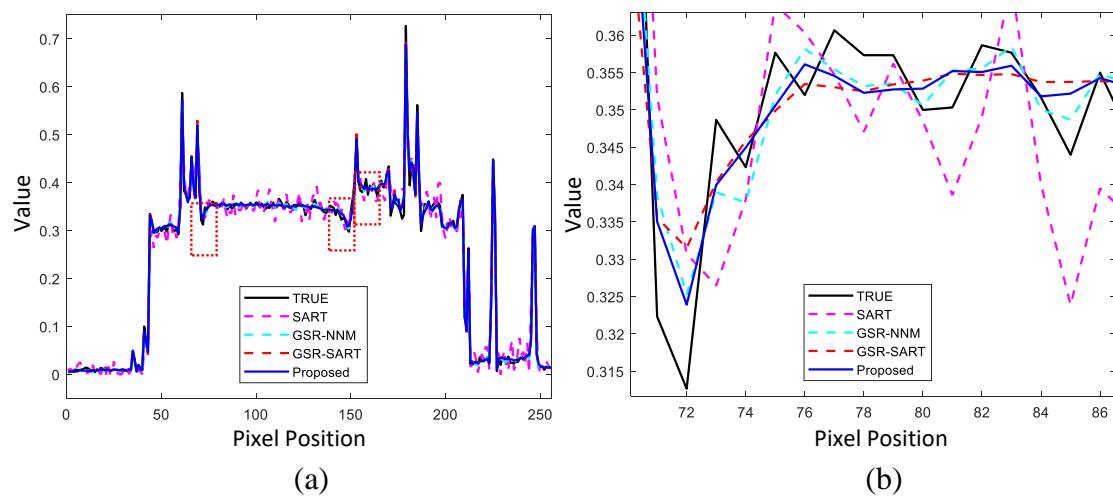 0.7
0.6
0.5
0.4
0.3
0.2
0.1
0
Value
TRUE
SART
GSR-NNM
GSR-SART
Proposed
0 50 100 150 200 250
Pixel Position
(a)
0.36
0.355
0.35
0.345
0.34
0.335
0.33
0.325
0.32
0.315
Value
TRUE
SART
GSR-NNM
GSR-SART
Proposed
72 74 76 78 80 82 84 86
Pixel Position
(b)